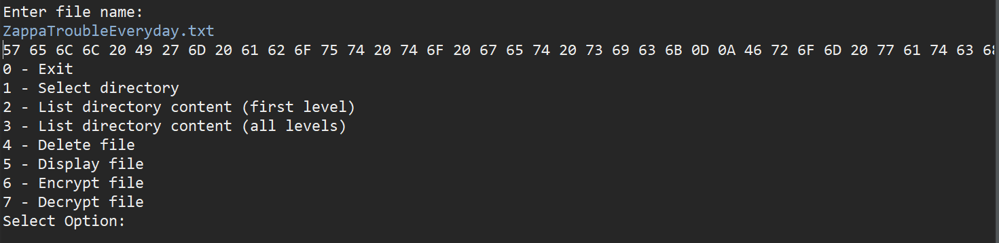 Enter file name:
ZappaTroubleEveryday.txt
57 65 6C 6C 20 49 27 6D 20 61 62 6F 75 74 20 74 6F 20 67 65 74 20 73 69 63 6B 0D 0A 46 72 6F 6D 20 77 61 74 63 68
0 - Exit
1 - Select directory
2 - List directory content (first level)
3 - List directory content (all levels)
4 - Delete file
5 - Display file
6 - Encrypt file
7 - Decrypt file
Select Option: